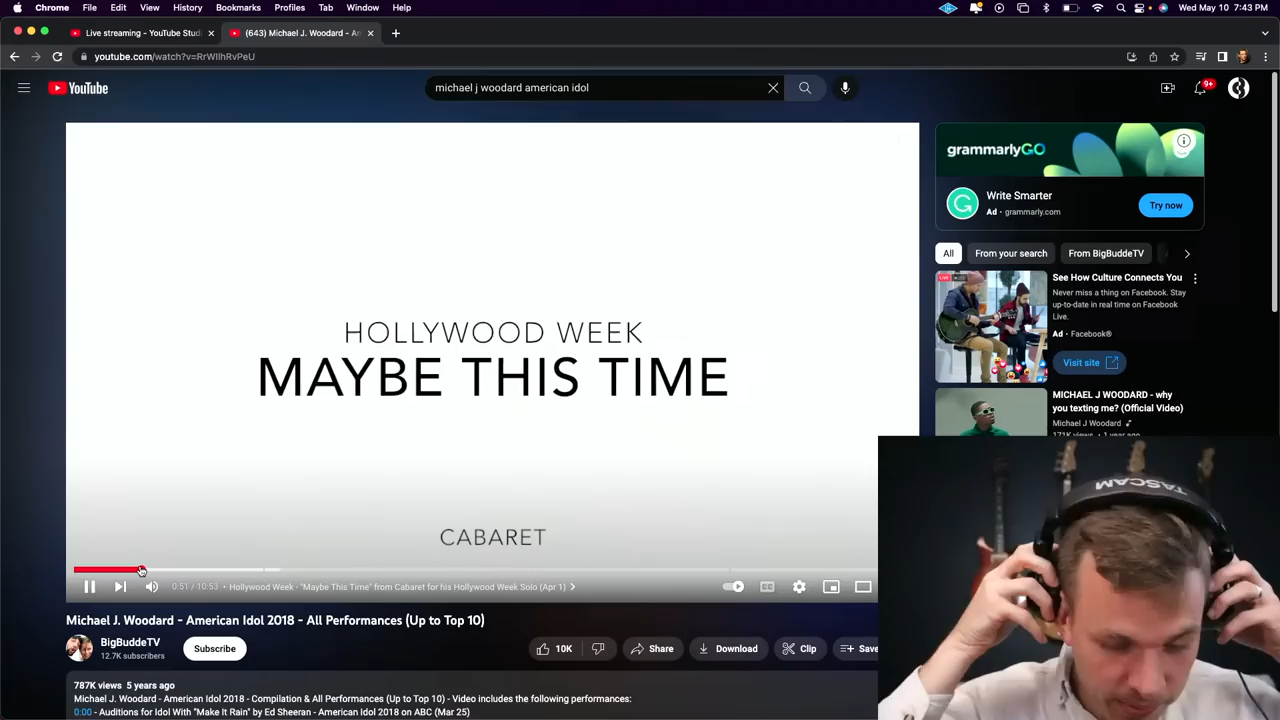 Chrome File Edit View History Bookmarks Profiles Tab Window Help Wed May 10 7:43 PM
Live streaming - YouTube Stud
(643) Michael J. Woodard - An
youtube.com/watch?v=RrWIlhRvPeU
YouTube
michael j woodard american idol
9+
HOLLYWOOD WEEK
MAYBE THIS TIME
CABARET
0:51 / 10:53 • Hollywood Week - "Maybe This Time" from Cabaret for his Hollywood Week Solo (Apr 1)
CC
Michael J. Woodard - American Idol 2018 - All Performances (Up to Top 10)
BigBuddeTV
12.7K subscribers
Subscribe
10K
Share
Download
Clip
Save
787K views 5 years ago
Michael J. Woodard - American Idol 2018 - Compilation & All Performances (Up to Top 10) - Video includes the following performances:
0:00 - Auditions for Idol With "Make It Rain" by Ed Sheeran - American Idol 2018 on ABC (Mar 25)
grammarlyGO
Write Smarter
Ad • grammarly.com
Try now
All
From your search
From BigBuddeTV
LIVE
See How Culture Connects You
Never miss a thing on Facebook. Stay
up-to-date in real time on Facebook
Live.
Ad • Facebook®
Visit site
MICHAEL J WOODARD - why
you texting me? (Official Video)
Michael J Woodard
171K views • 1 year ago
TASCAM